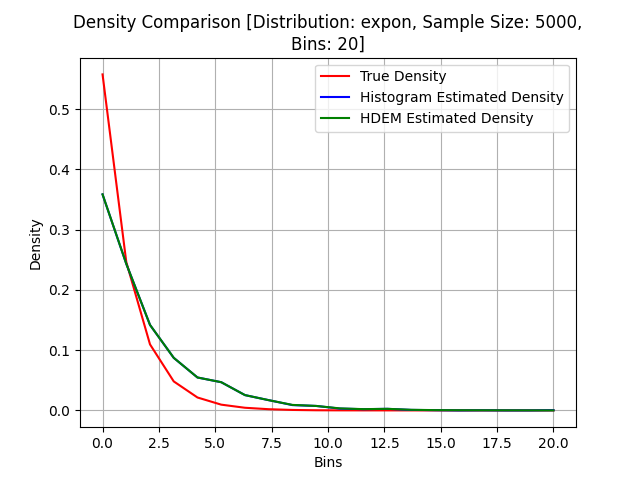 Density Comparison [Distribution: expon, Sample Size: 5000,
Bins: 20]
True Density
Histogram Estimated Density
HDEM Estimated Density
Density
0.5
0.4
0.3
0.2
0.1
0.0
0.0 2.5 5.0 7.5 10.0 12.5 15.0 17.5 20.0
Bins